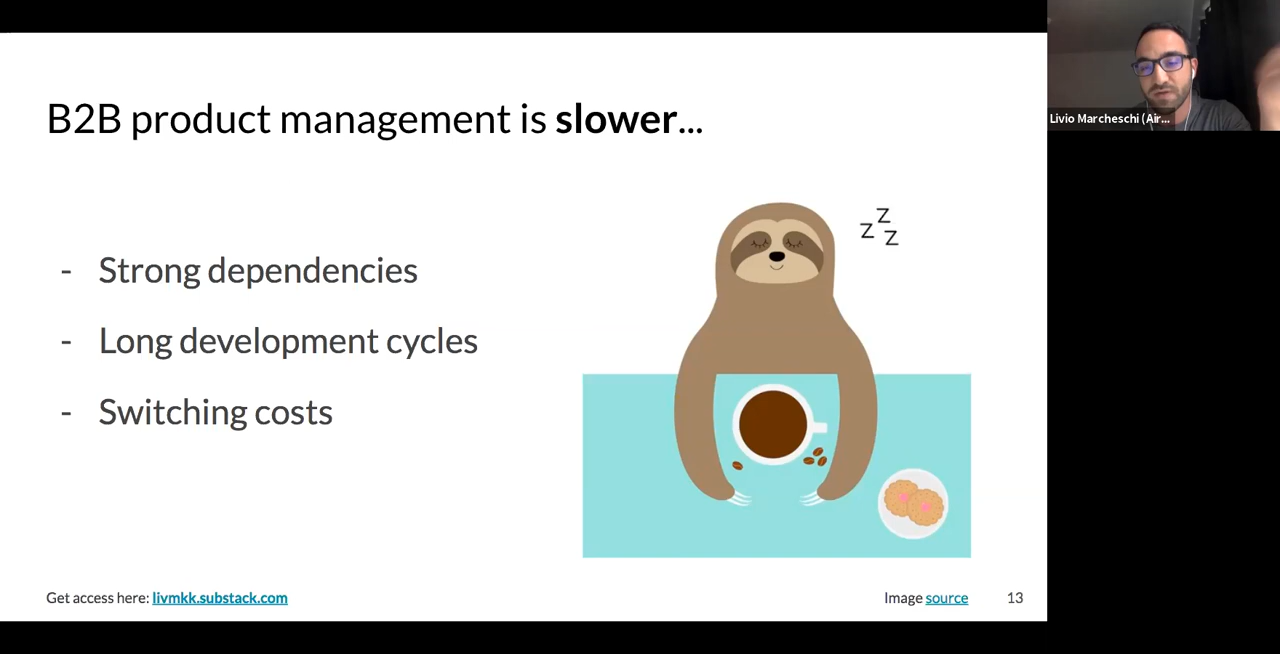 B2B product management is slower...
- Strong dependencies
- Long development cycles
- Switching costs
z
z
z
Get access here: livmkk.substack.com
Image source
13
Livio Marcheschi (Air...